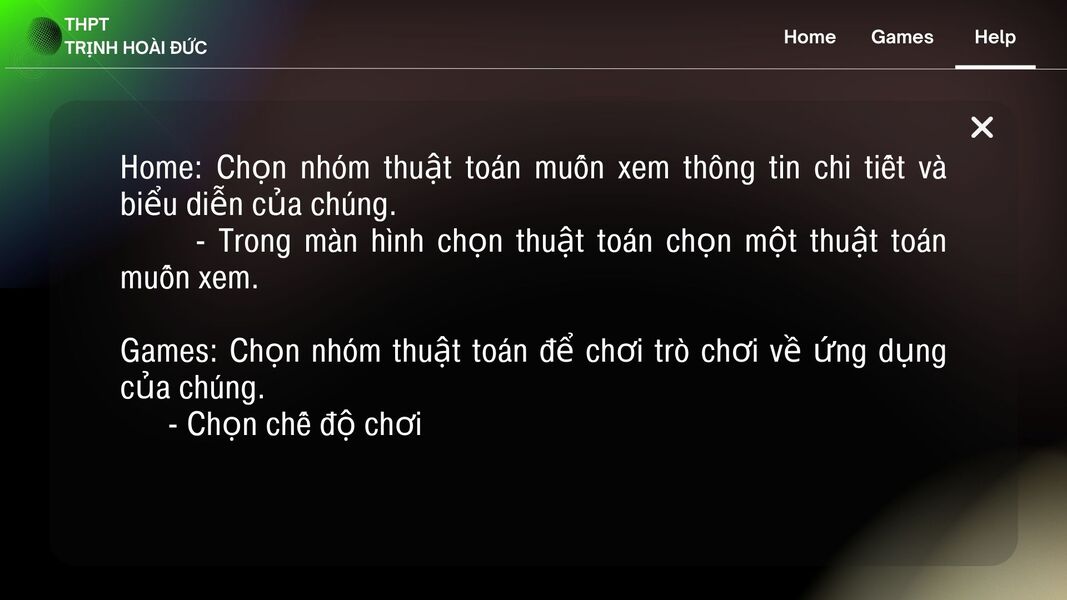 THPT
TRỊNH HOÀI ĐỨC
Home Games Help
Home: Chọn nhóm thuật toán muốn xem thông tin chi tiết và
biểu diễn của chúng.
- Trong màn hình chọn thuật toán chọn một thuật toán
muốn xem.
Games: Chọn nhóm thuật toán để chơi trò chơi về ứng dụng
của chúng.
- Chọn chế độ chơi